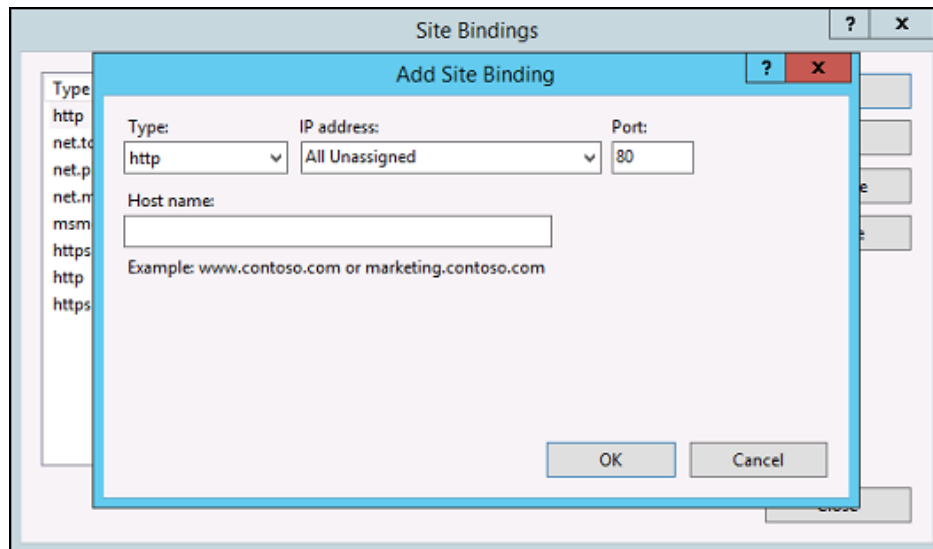 Site Bindings
? x
Add Site Binding
? x
Type
http
net.tc
net.p
net.m
msm
https
http
https
Type: IP address: Port:
http All Unassigned 80
Host name:
Example: www.contoso.com or marketing.contoso.com
OK Cancel
e